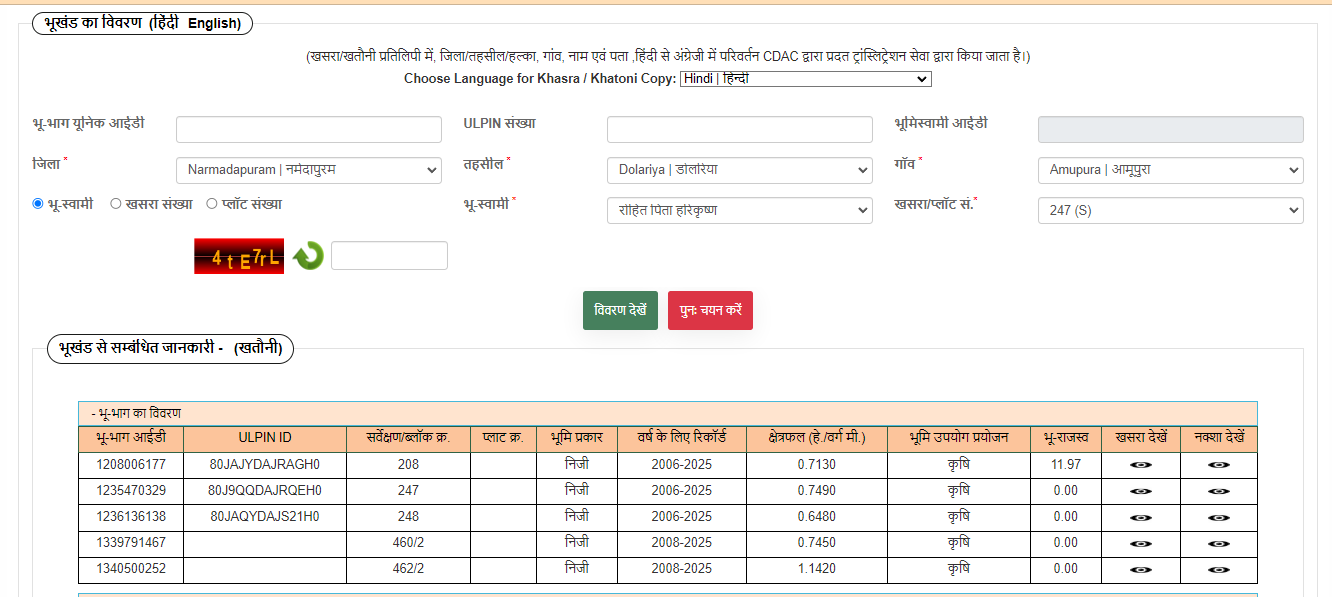 भूखंड का विवरण (हिंदी English)
(खसरा/खतौनी प्रतिलिपी में, जिला/तहसील/हल्का, गांव, नाम एवं पता ,हिंदी से अंग्रेजी में परिवर्तन CDAC द्वारा प्रदत ट्रांस्लिट्रेशन सेवा द्वारा किया जाता है।)
Choose Language for Khasra / Khatoni Copy: Hindi | हिन्दी
भू-भाग यूनिक आईडी ULPIN संख्या भूमिस्वामी आईडी
जिला * Narmadapuram | नर्मदापुरम तहसील * Dolariya | डोलरिया गाँव * Amupura | आमूपुरा
भू-स्वामी खसरा संख्या प्लॉट संख्या भू-स्वामी * रोहित पिता हरिकृष्ण खसरा/प्लॉट सं.* 247 (S)
4tE7rL
विवरण देखें पुनः चयन करें
भूखंड से सम्बंधित जानकारी - (खतौनी)
- भू-भाग का विवरण
भू-भाग आईडी ULPIN ID सर्वेक्षण/ब्लॉक क्र. प्लाट क्र. भूमि प्रकार वर्ष के लिए रिकॉर्ड क्षेत्रफल (हे./वर्ग मी.) भूमि उपयोग प्रयोजन भू-राजस्व खसरा देखें नक्शा देखें
1208006177 80JAJYDAJRAGH0 208 निजी 2006-2025 0.7130 कृषि 11.97
1235470329 80J9QQDAJRQEH0 247 निजी 2006-2025 0.7490 कृषि 0.00
1236136138 80JAQYDAJS21H0 248 निजी 2006-2025 0.6480 कृषि 0.00
1339791467 460/2 निजी 2008-2025 0.7450 कृषि 0.00
1340500252 462/2 निजी 2008-2025 1.1420 कृषि 0.00